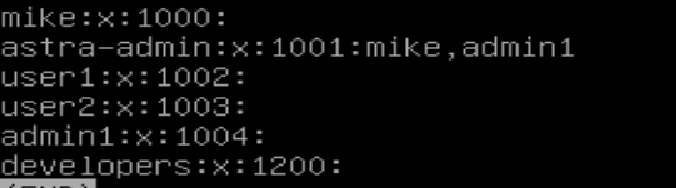 mike:x:1000:
astra-admin:x:1001:mike,admin1
user1:x:1002:
user2:x:1003:
admin1:x:1004:
developers:x:1200: